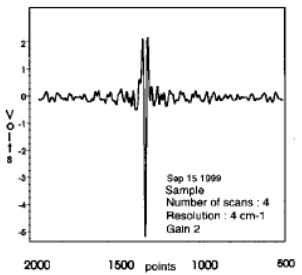 2
1
0
-1
-2
-3
-4
-5
Volts
Sep 15 1999
Sample
Number of scans : 4
Resolution : 4 cm-1
Gain 2
2000
1500
points
1000
500